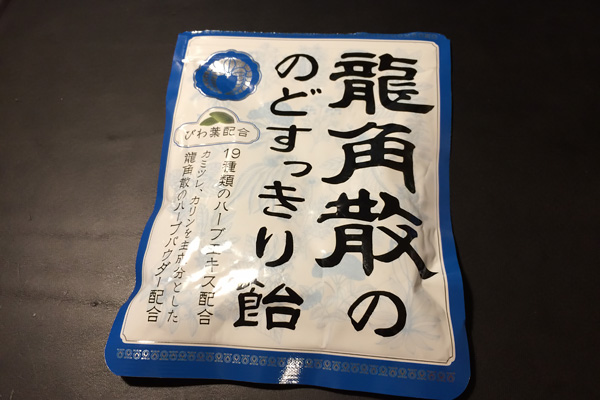 龍角散の
のどすっきり飴
びわ葉配合
19種類のハーブエキス配合
カミツレ、カリンを主成分とした
龍角散のハーブパウダー配合